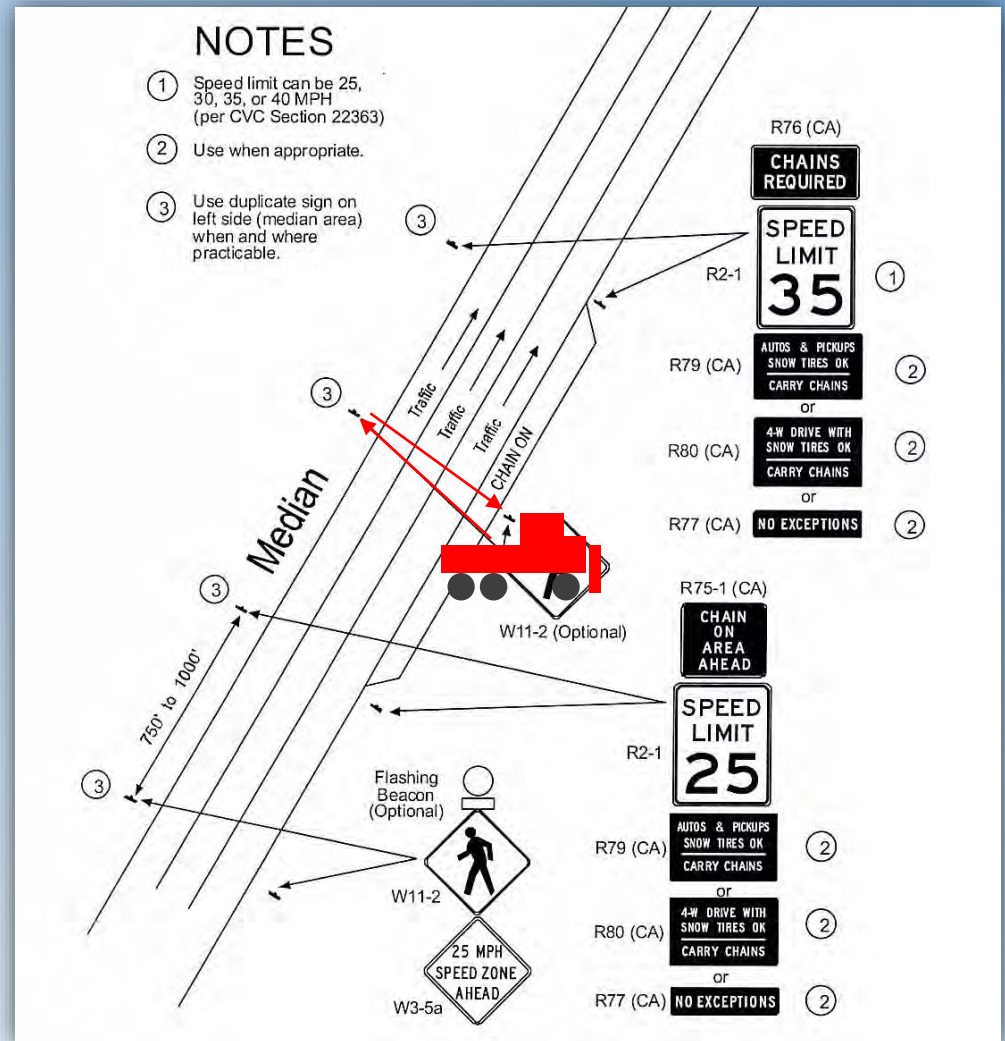 NOTES
1 Speed limit can be 25,
30, 35, or 40 MPH
(per CVC Section 22363)
2 Use when appropriate.
3 Use duplicate sign on
left side (median area)
when and where
practicable.
R76 (CA)
CHAINS
REQUIRED
3
SPEED
LIMIT
35
R2-1
1
AUTOS & PICKUPS
SNOW TIRES OK
CARRY CHAINS
R79 (CA)
2
or
4-W DRIVE WITH
SNOW TIRES OK
CARRY CHAINS
R80 (CA)
2
or
R77 (CA)
NO EXCEPTIONS
2
3
Traffic
Traffic
Traffic
CHAIN ON
Median
W11-2 (Optional)
3
750' to 1000'
R75-1 (CA)
CHAIN
ON
AREA
AHEAD
SPEED
LIMIT
25
R2-1
3
Flashing
Beacon
(Optional)
W11-2
25 MPH
SPEED ZONE
AHEAD
W3-5a
R79 (CA)
AUTOS & PICKUPS
SNOW TIRES OK
CARRY CHAINS
2
or
R80 (CA)
4-W DRIVE WITH
SNOW TIRES OK
CARRY CHAINS
2
or
R77 (CA)
NO EXCEPTIONS
2